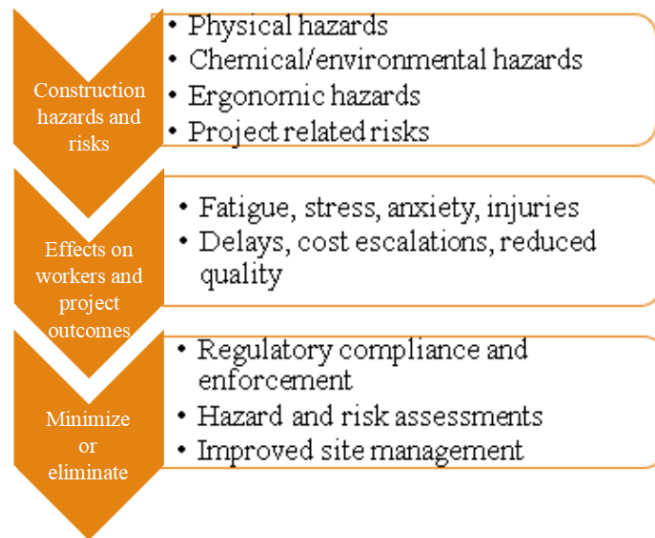 Construction
hazards and
risks
• Physical hazards
• Chemical/environmental hazards
• Ergonomic hazards
• Project related risks
Effects on
workers and
project
outcomes
• Fatigue, stress, anxiety, injuries
• Delays, cost escalations, reduced
quality
Minimize
or
eliminate
• Regulatory compliance and
enforcement
• Hazard and risk assessments
• Improved site management